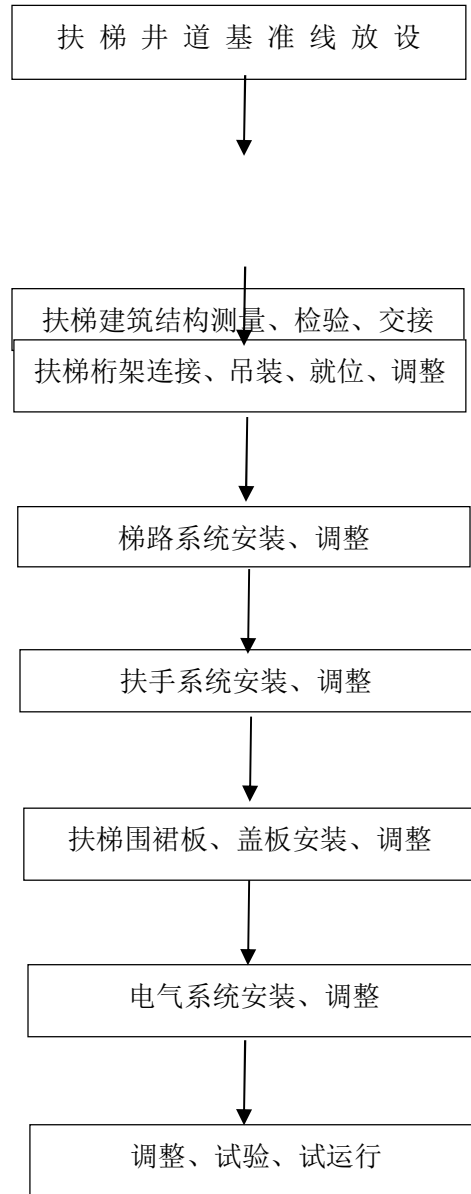 扶梯井道基准线放设
扶梯建筑结构测量、检验、交接
扶梯桁架连接、吊装、就位、调整
梯路系统安装、调整
扶手系统安装、调整
扶梯围裙板、盖板安装、调整
电气系统安装、调整
调整、试验、试运行